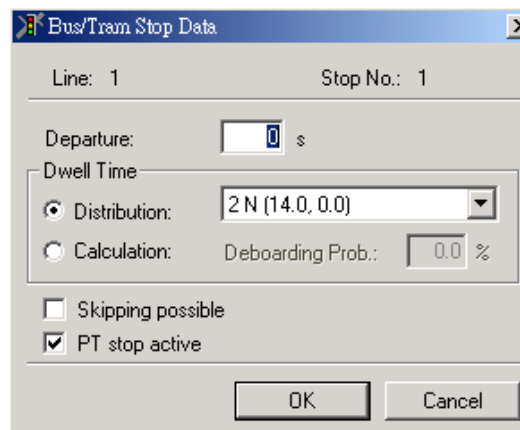 Bus/Tram Stop Data
Line: 1 Stop No.: 1
Departure: 0 s
Dwell Time
Distribution: 2 N (14.0, 0.0)
Calculation: Deboarding Prob.: 0.0 %
Skipping possible
PT stop active
OK Cancel